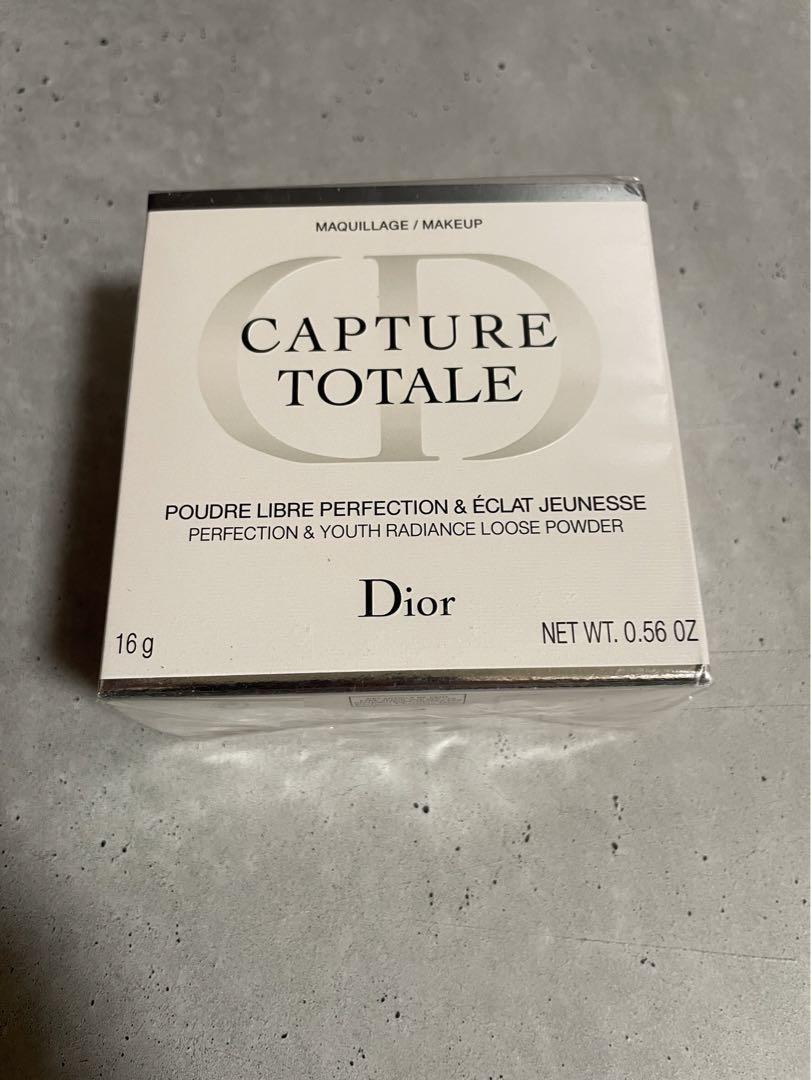 MAQUILLAGE / MAKEUP
CD
CAPTURE
TOTALE
POUDRE LIBRE PERFECTION & ÉCLAT JEUNESSE
PERFECTION & YOUTH RADIANCE LOOSE POWDER
Dior
16 g
NET WT. 0.56 OZ